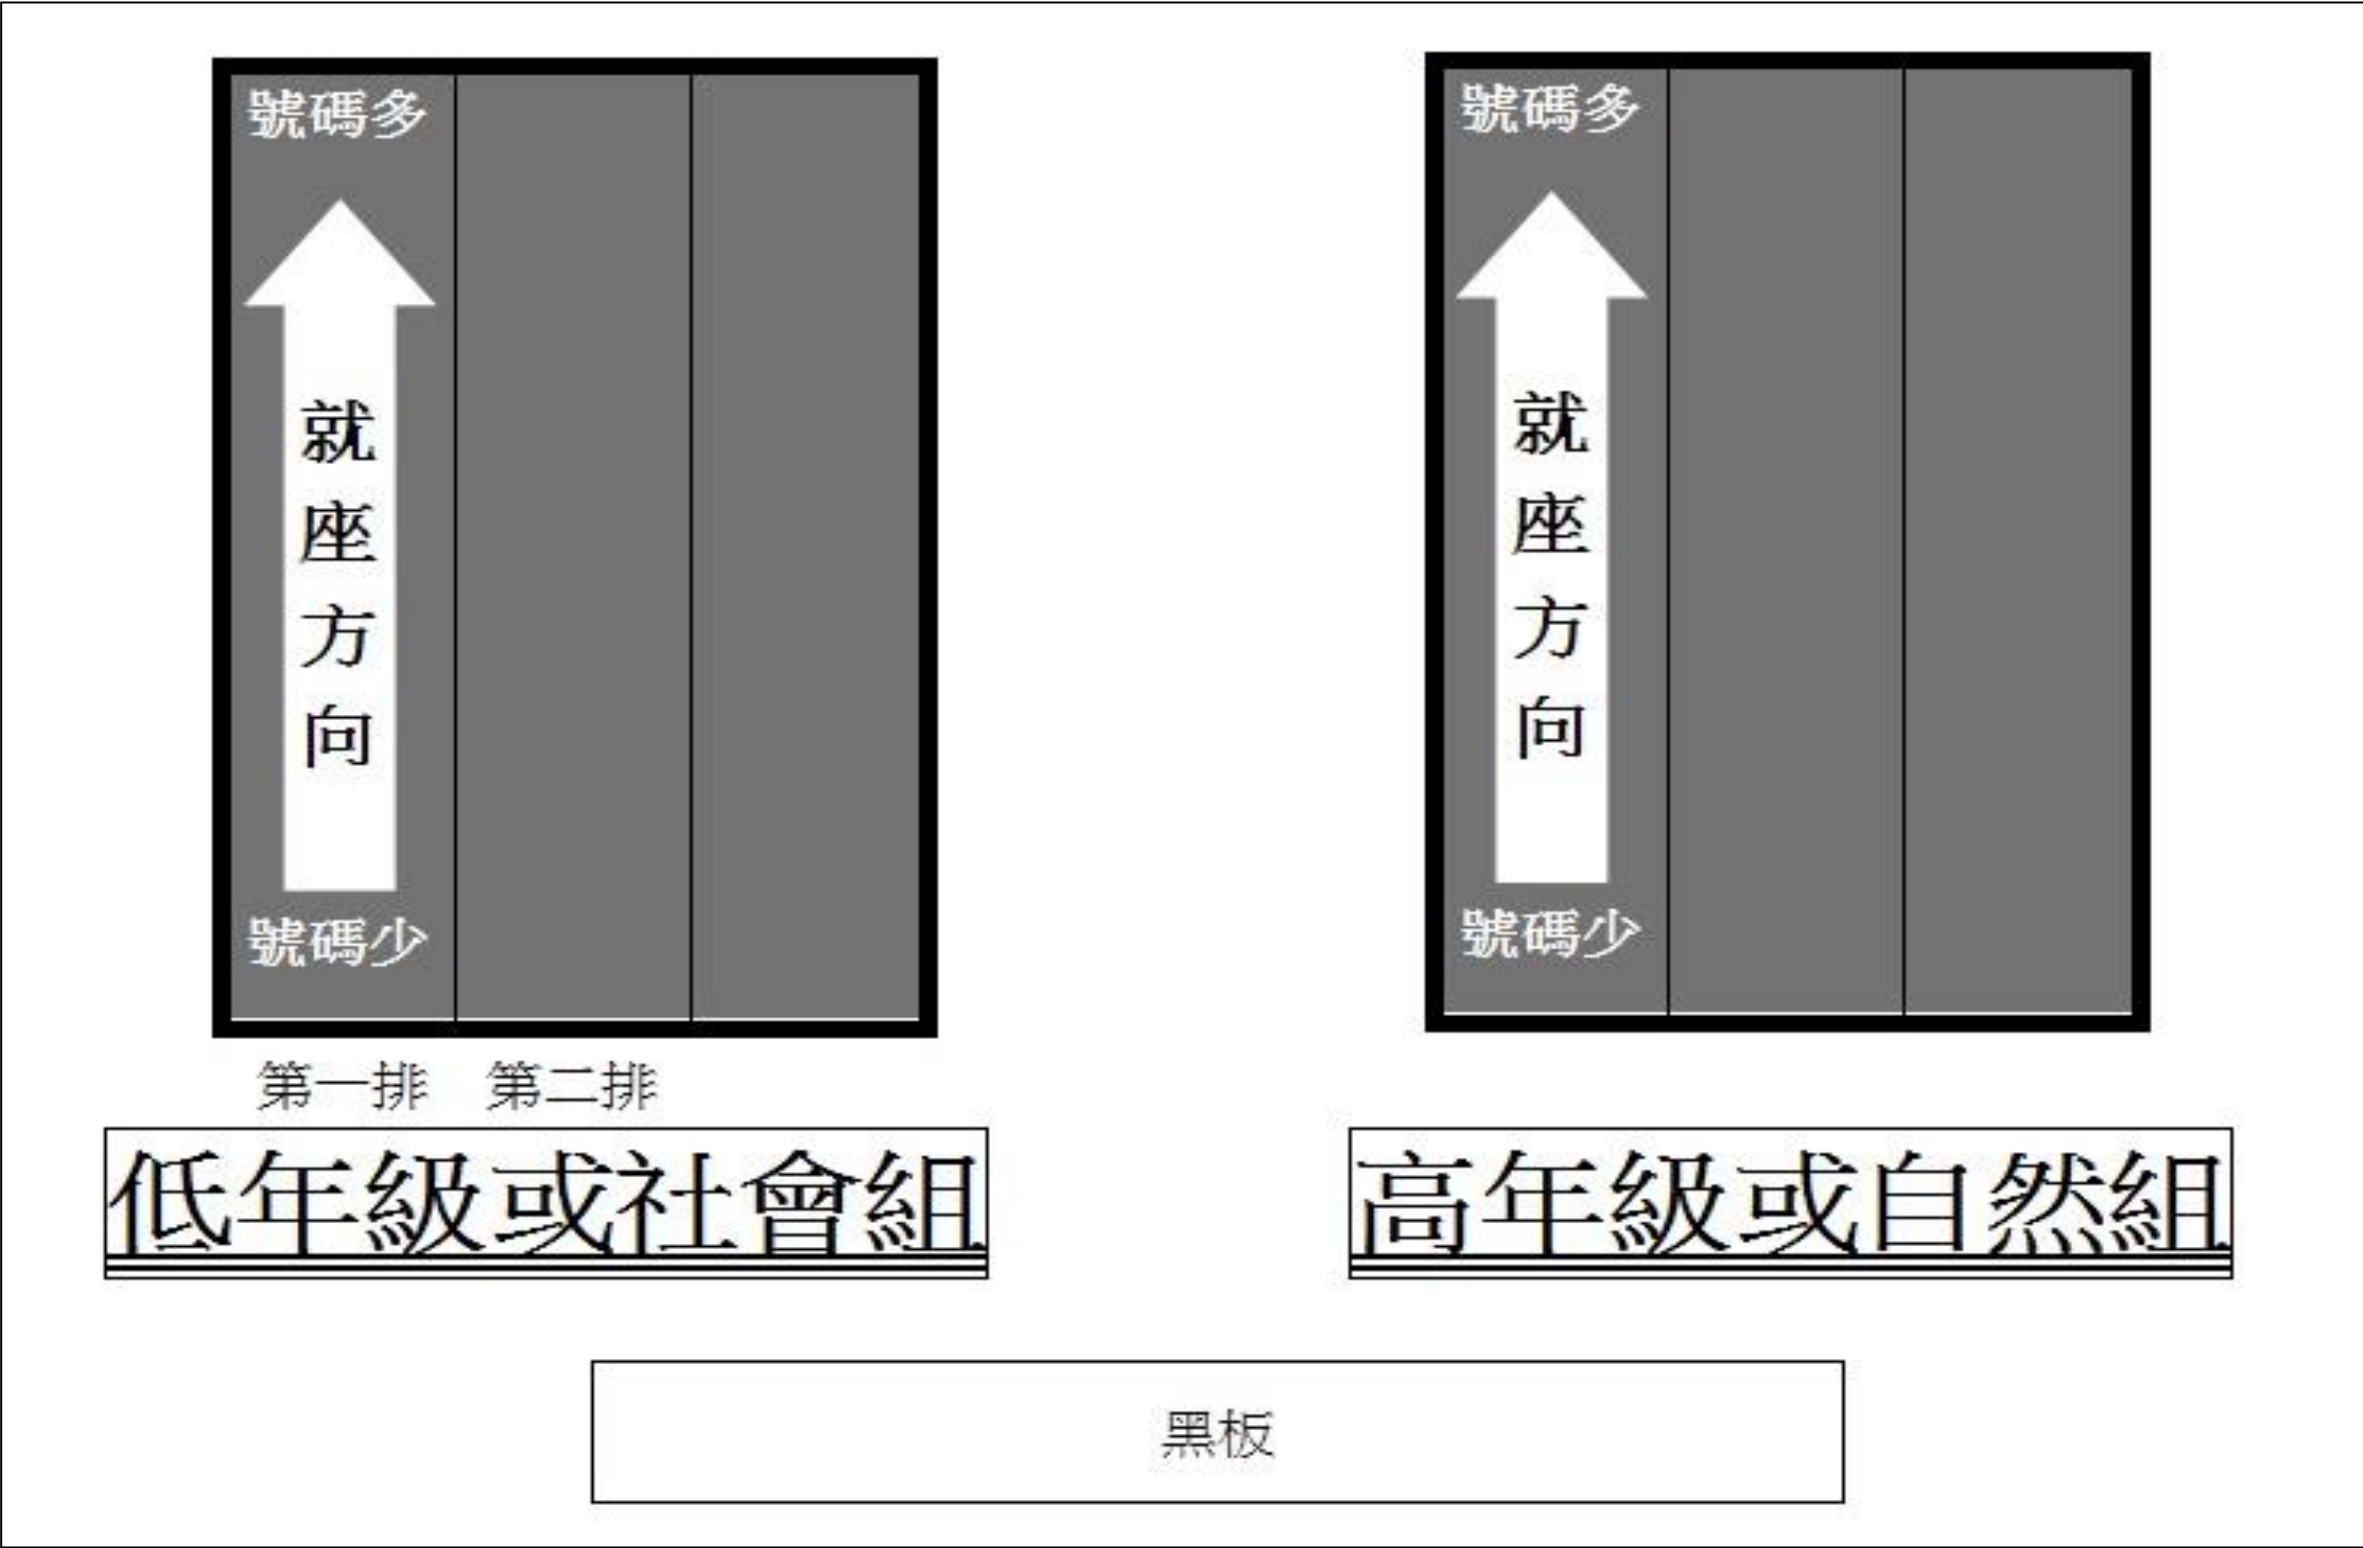 號碼多
就
座
方
向
號碼少
第一排 第二排
低年級或社會組
號碼多
就
座
方
向
號碼少
高年級或自然組
黑板